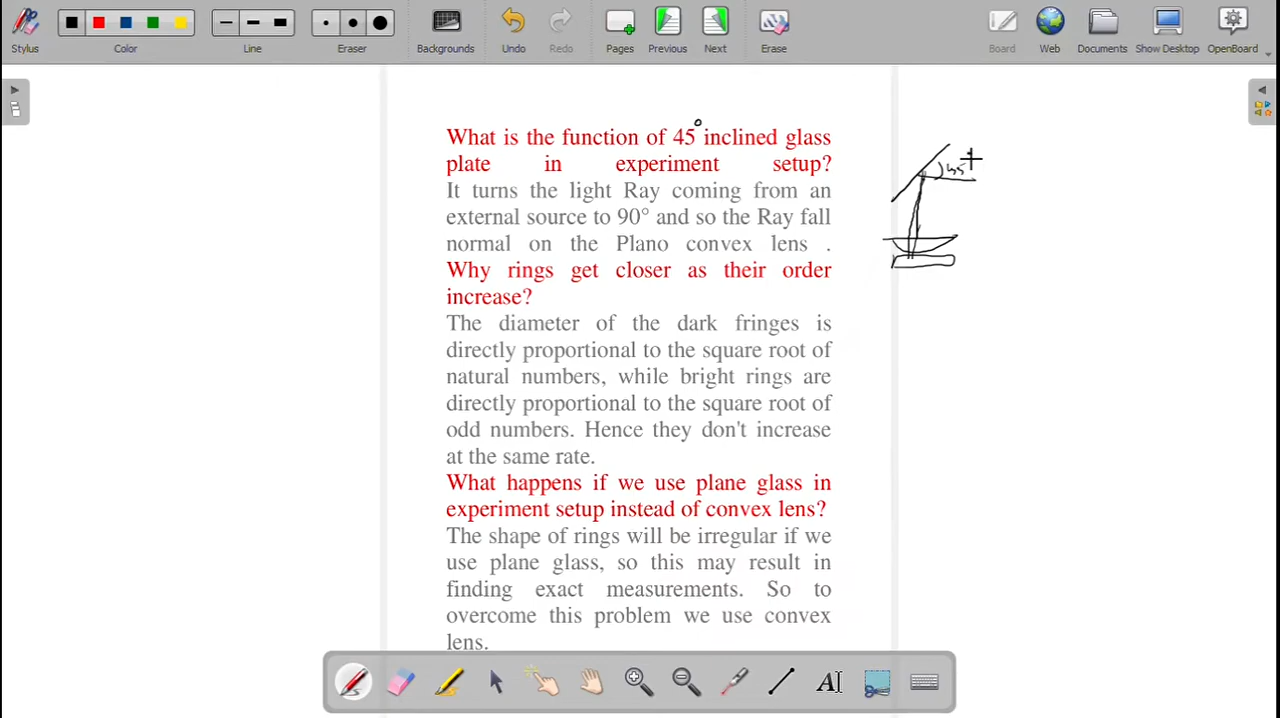 Stylus
Color
Line
Eraser
Backgrounds
Undo
Redo
Pages
Previous
Next
Erase
Board
Web
Documents
Show Desktop
OpenBoard
What is the function of 45° inclined glass
plate in experiment setup?
It turns the light Ray coming from an
external source to 90° and so the Ray fall
normal on the Plano convex lens .
Why rings get closer as their order
increase?
The diameter of the dark fringes is
directly proportional to the square root of
natural numbers, while bright rings are
directly proportional to the square root of
odd numbers. Hence they don't increase
at the same rate.
What happens if we use plane glass in
experiment setup instead of convex lens?
The shape of rings will be irregular if we
use plane glass, so this may result in
finding exact measurements. So to
overcome this problem we use convex
lens.
45